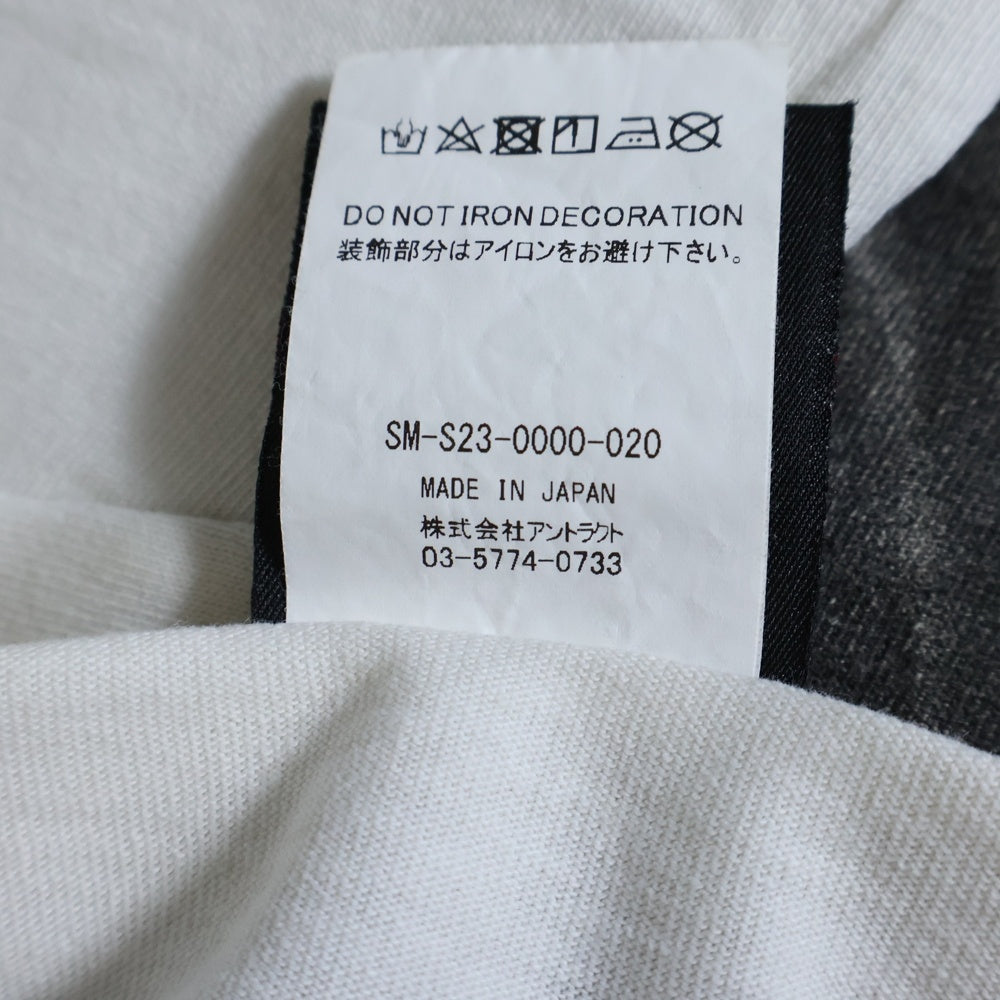 DO NOT IRON DECORATION
装飾部分はアイロンをお避け下さい。
SM-S23-0000-020
MADE IN JAPAN
株式会社アントラクト
03-5774-0733